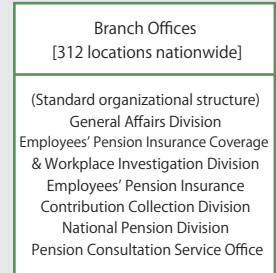 Branch Offices
[312 locations nationwide]
(Standard organizational structure)
General Affairs Division
Employees’ Pension Insurance Coverage
& Workplace Investigation Division
Employees’ Pension Insurance
Contribution Collection Division
National Pension Division
Pension Consultation Service Office